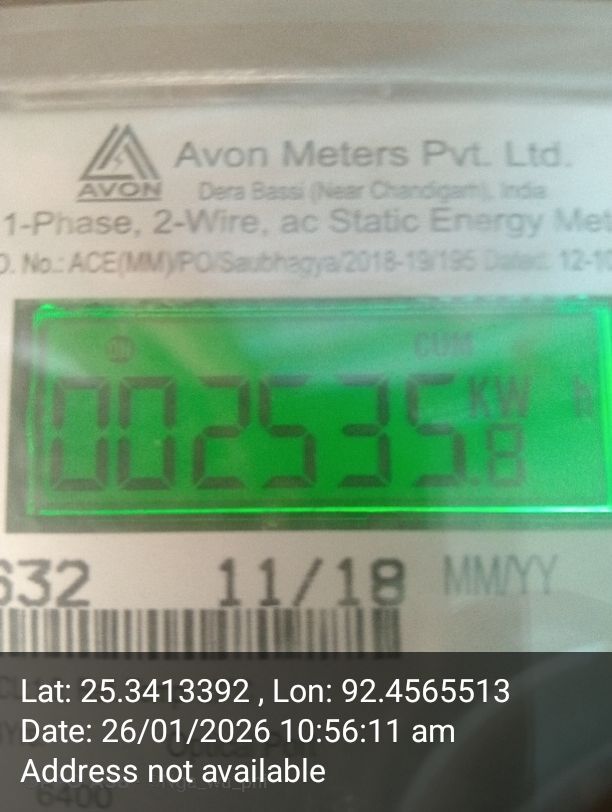 AVON
Avon Meters Pvt. Ltd.
Dera Bassi (Near Chandigarh), India
1-Phase, 2-Wire, ac Static Energy Met
O. No.: ACE(MM)/PO/Saubhagya/2018-19/195 Dated: 12-10
CUM
002535.8 KW h
632 11/18 MM/YY
Lat: 25.3413392 , Lon: 92.4565513
Date: 26/01/2026 10:56:11 am
Address not available
6400